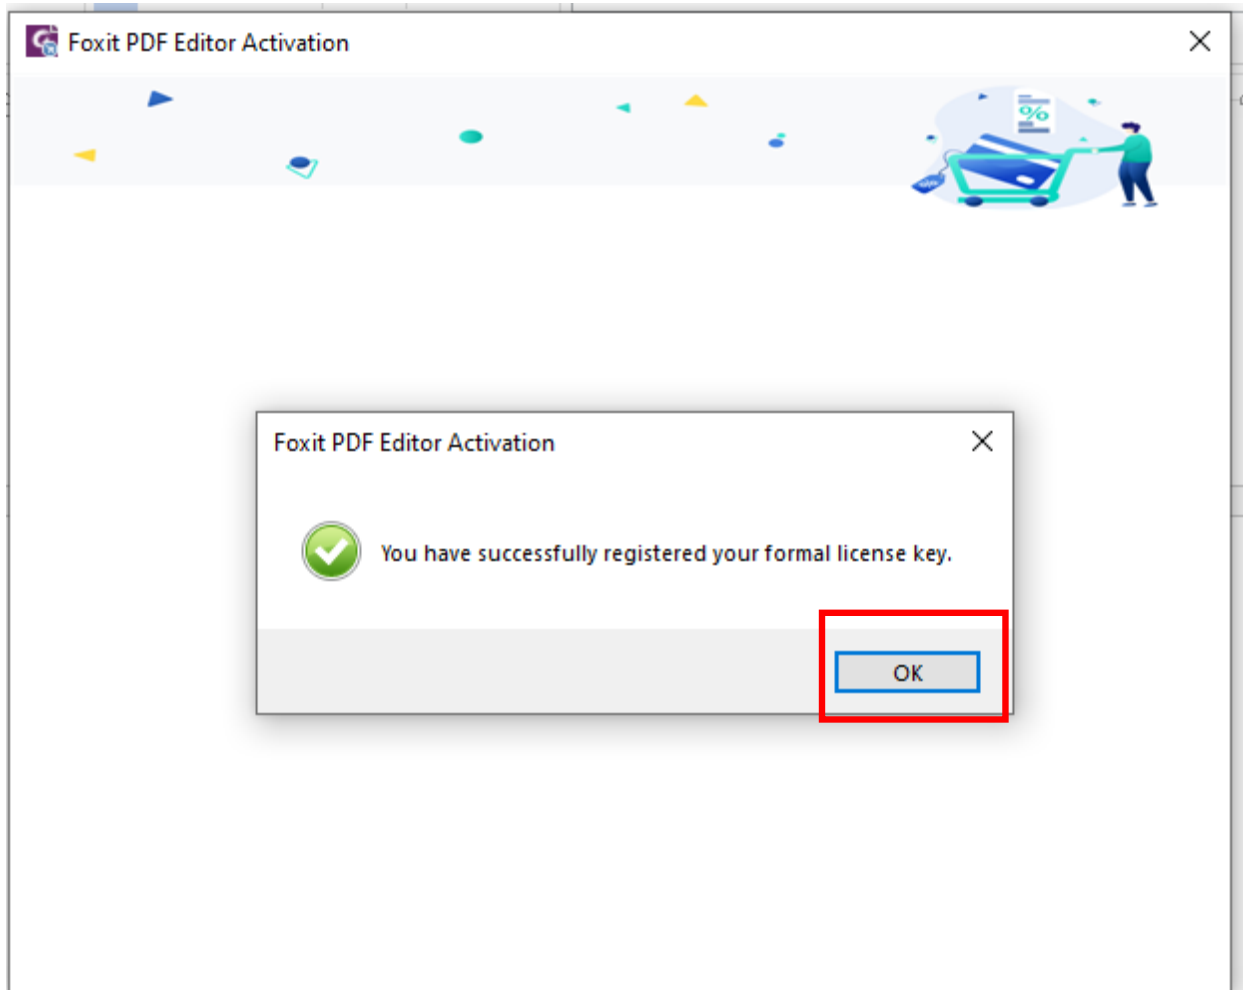 Foxit PDF Editor Activation
%
Foxit PDF Editor Activation
You have successfully registered your formal license key.
OK